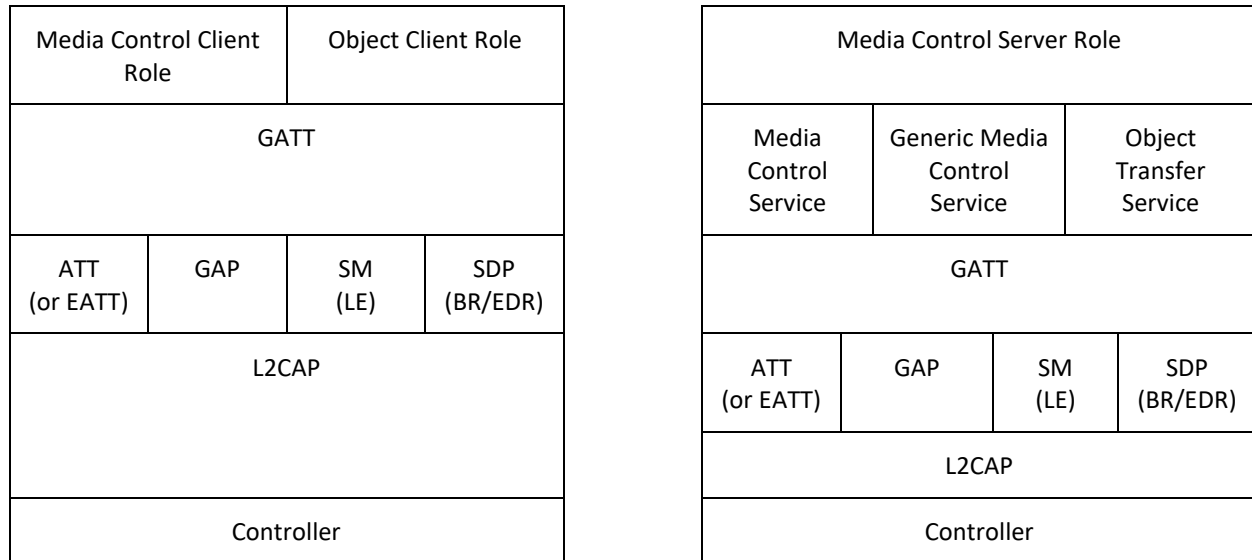 Media Control Client
Role
Object Client Role
GATT
ATT
(or EATT)
GAP
SM
(LE)
SDP
(BR/EDR)
L2CAP
Controller
Media Control Server Role
Media
Control
Service
Generic Media
Control
Service
Object
Transfer
Service
GATT
ATT
(or EATT)
GAP
SM
(LE)
SDP
(BR/EDR)
L2CAP
Controller